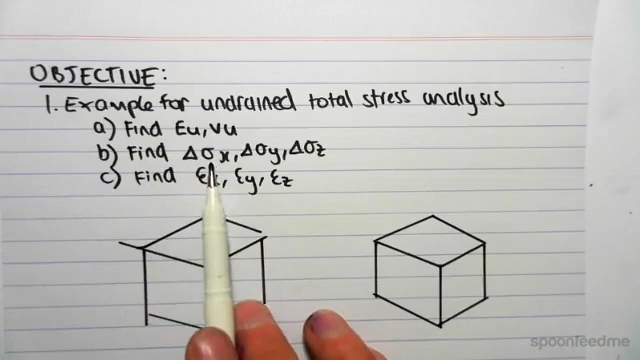 OBJECTIVE:
1. Example for undrained total stress analysis
a) Find Eu, νu
b) Find Δσx, Δσy, Δσz
c) Find εx, εy, εz
spoonfeedme